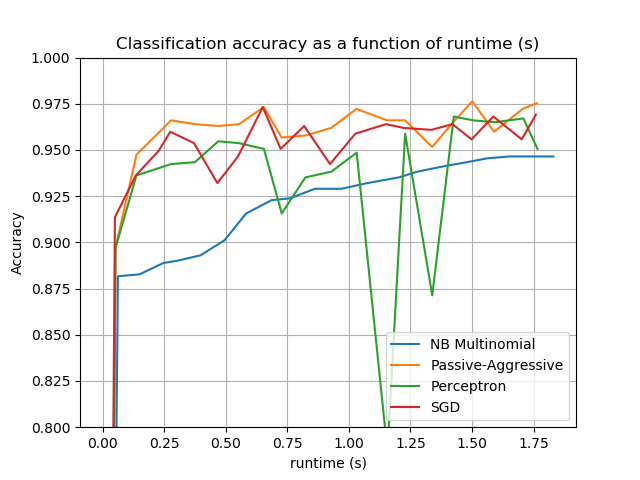 Classification accuracy as a function of runtime (s)
1.000
0.975
0.950
0.925
0.900
0.875
0.850
0.825
0.800
Accuracy
NB Multinomial
Passive-Aggressive
Perceptron
SGD
0.00 0.25 0.50 0.75 1.00 1.25 1.50 1.75
runtime (s)